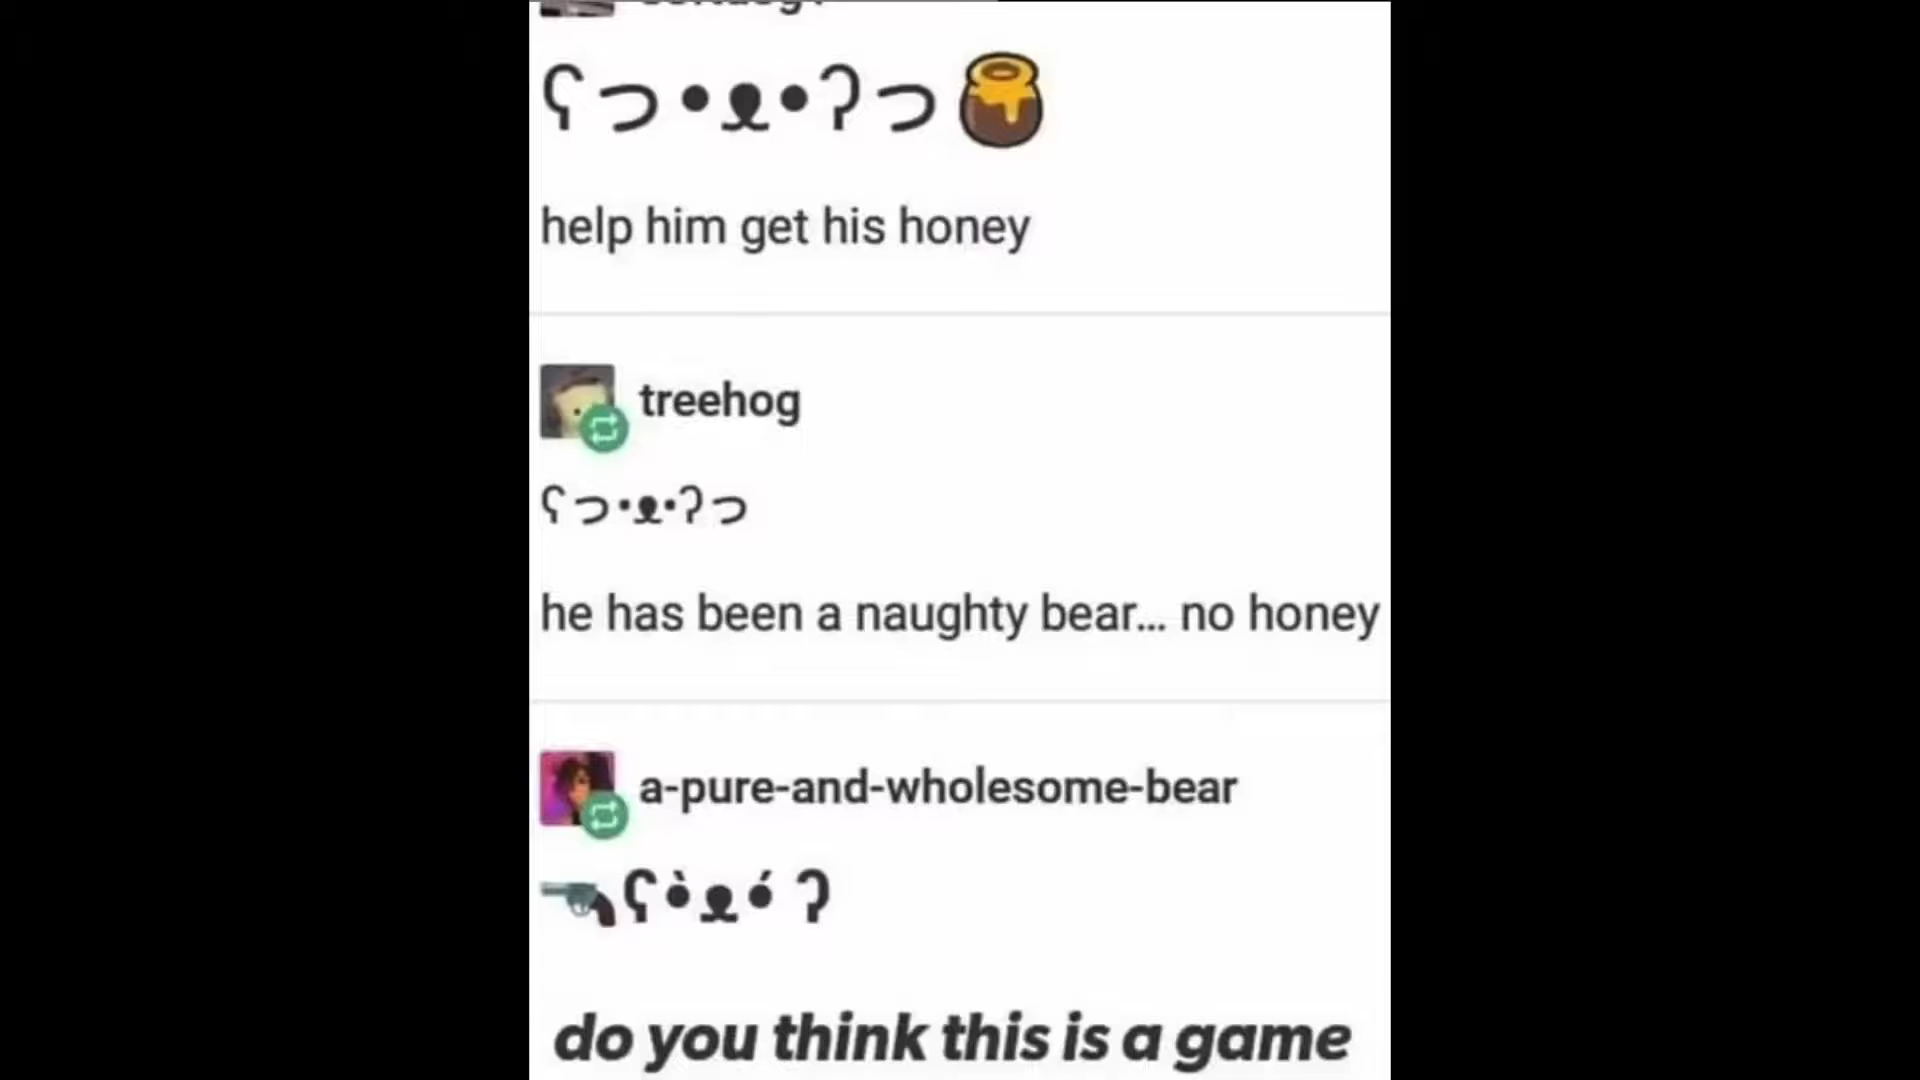 ʕっ•ᴥ•ʔっ🍯
help him get his honey
treehog
ʕっ•ᴥ•ʔっ
he has been a naughty bear... no honey
a-pure-and-wholesome-bear
🔫ʕ•̀ᴥ•́ ʔ
do you think this is a game